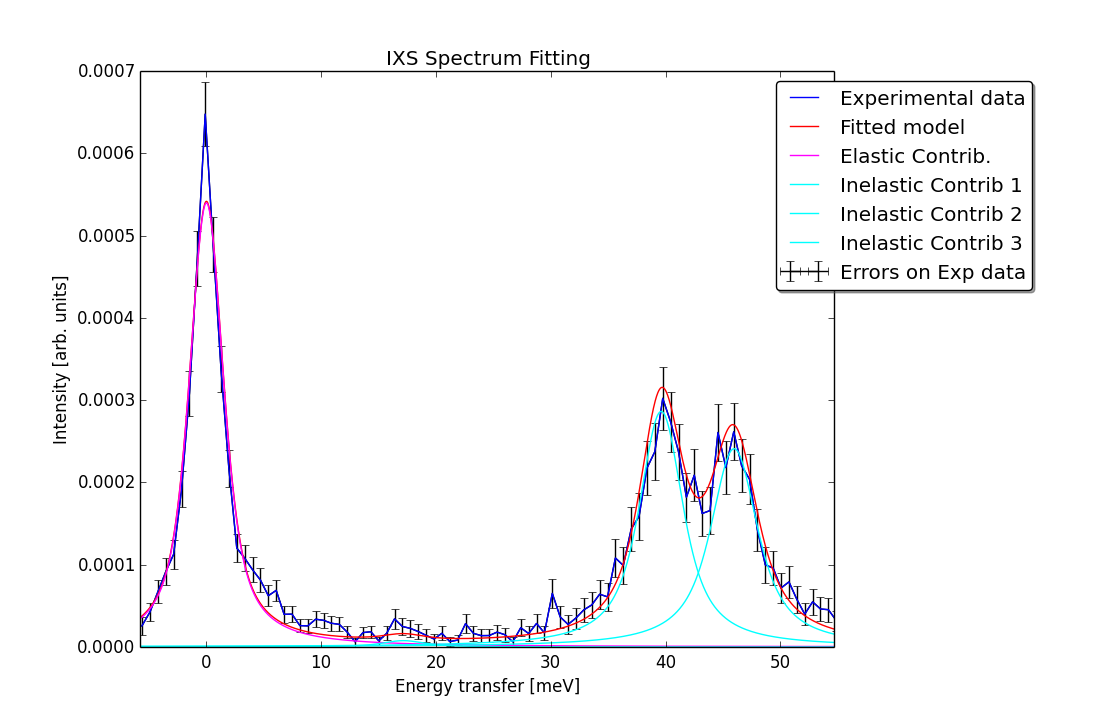 IXS Spectrum Fitting
0.0007
0.0006
0.0005
0.0004
0.0003
0.0002
0.0001
0.0000
Intensity [arb. units]
0 10 20 30 40 50
Energy transfer [meV]
Experimental data
Fitted model
Elastic Contrib.
Inelastic Contrib 1
Inelastic Contrib 2
Inelastic Contrib 3
Errors on Exp data